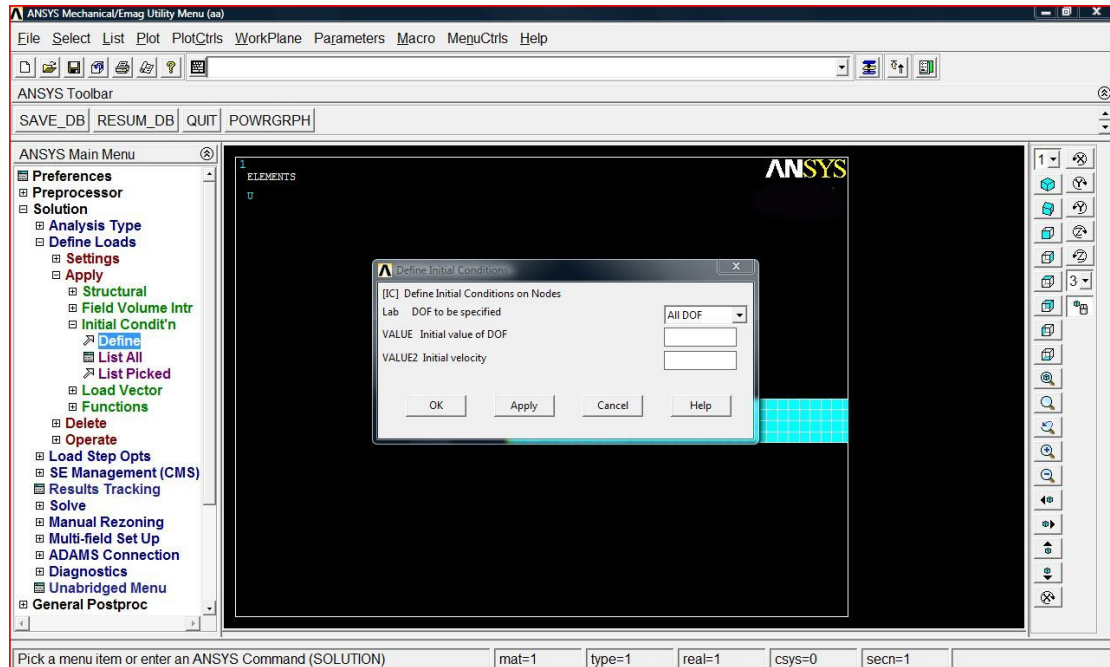 ANSYS Mechanical/Emag Utility Menu (aa)
File Select List Plot PlotCtrls WorkPlane Parameters Macro MenuCtrls Help
ANSYS Toolbar
SAVE_DB RESUM_DB QUIT POWRGRPH
ANSYS Main Menu
Preferences
Preprocessor
Solution
Analysis Type
Define Loads
Settings
Apply
Structural
Field Volume Intr
Initial Condit'n
Define
List All
List Picked
Load Vector
Functions
Delete
Operate
Load Step Opts
SE Management (CMS)
Results Tracking
Solve
Manual Rezoning
Multi-field Set Up
ADAMS Connection
Diagnostics
Unabridged Menu
General Postproc
1
ELEMENTS
U
ANSYS
Define Initial Conditions
[IC] Define Initial Conditions on Nodes
Lab DOF to be specified All DOF
VALUE Initial value of DOF
VALUE2 Initial velocity
OK Apply Cancel Help
1
X
Y
Y
Z
Z
3
Pick a menu item or enter an ANSYS Command (SOLUTION) mat=1 type=1 real=1 csys=0 secn=1